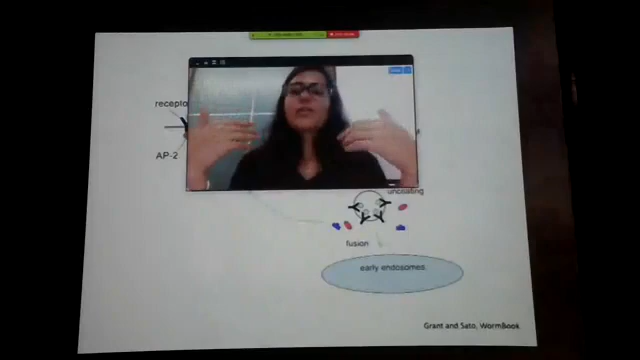 recepto
AP-2
uncoating
fusion
early endosomes.
Grant and Sato, WormBook